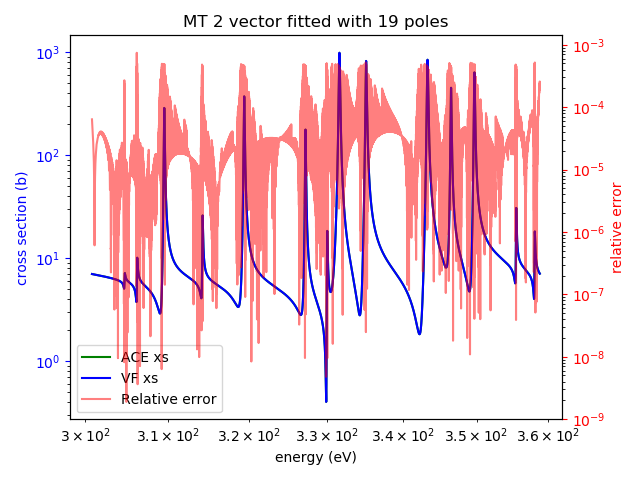 MT 2 vector fitted with 19 poles
cross section (b)
10³
10²
10¹
10⁰
10⁻³
10⁻⁴
10⁻⁵
10⁻⁶
10⁻⁷
10⁻⁸
10⁻⁹
relative error
ACE xs
VF xs
Relative error
3 × 10² 3.1 × 10² 3.2 × 10² 3.3 × 10² 3.4 × 10² 3.5 × 10² 3.6 × 10²
energy (eV)